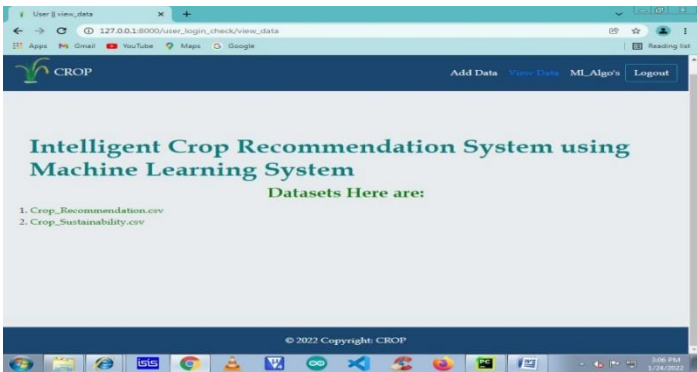 User || view_data
127.0.0.1:8000/user_login_check/view_data
Apps Gmail YouTube Maps Google Reading list
CROP Add Data View Data ML_Algo's Logout
Intelligent Crop Recommendation System using
Machine Learning System
Datasets Here are:
1. Crop_Recommendation.csv
2. Crop_Sustainability.csv
© 2022 Copyright: CROP
isis PC
3:06 PM
1/24/2022